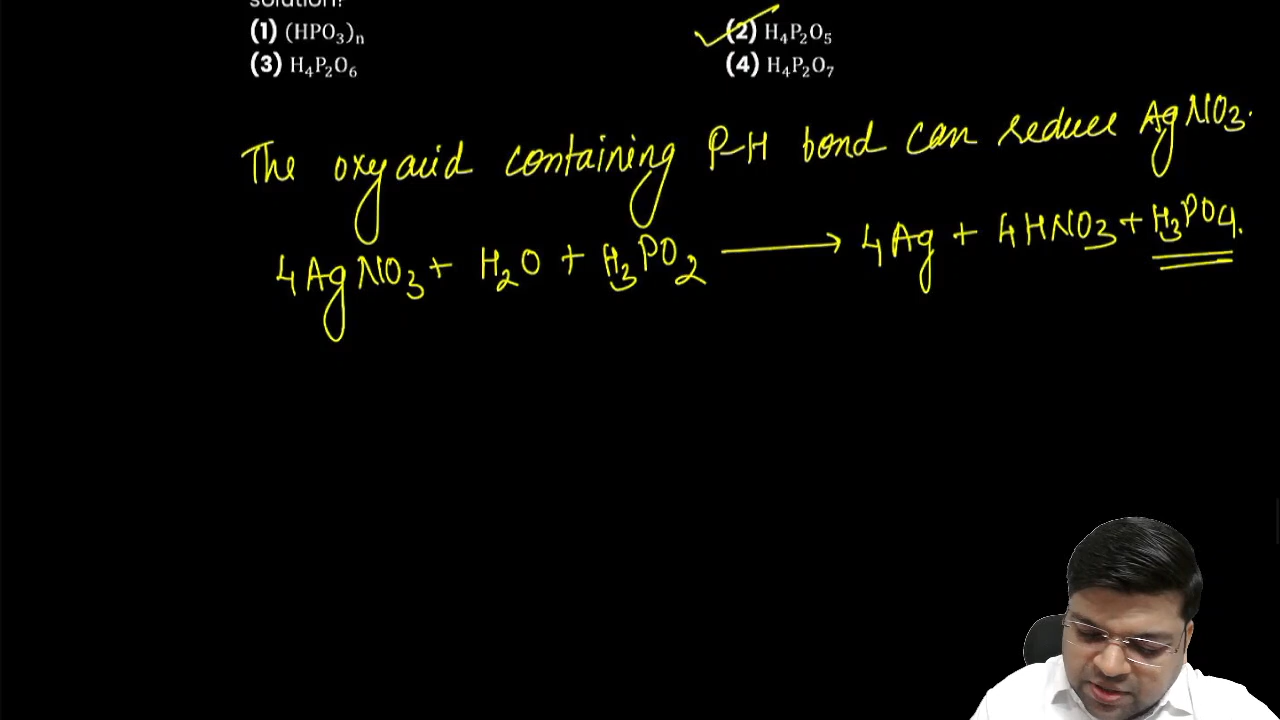 solution?
(1) (HPO₃)ₙ
(2) H₄P₂O₅
(3) H₄P₂O₆
(4) H₄P₂O₇
The oxyacid containing P-H bond can reduce AgNO₃.
4AgNO₃ + H₂O + H₃PO₂ ⟶ 4Ag + 4HNO₃ + H₃PO₄.